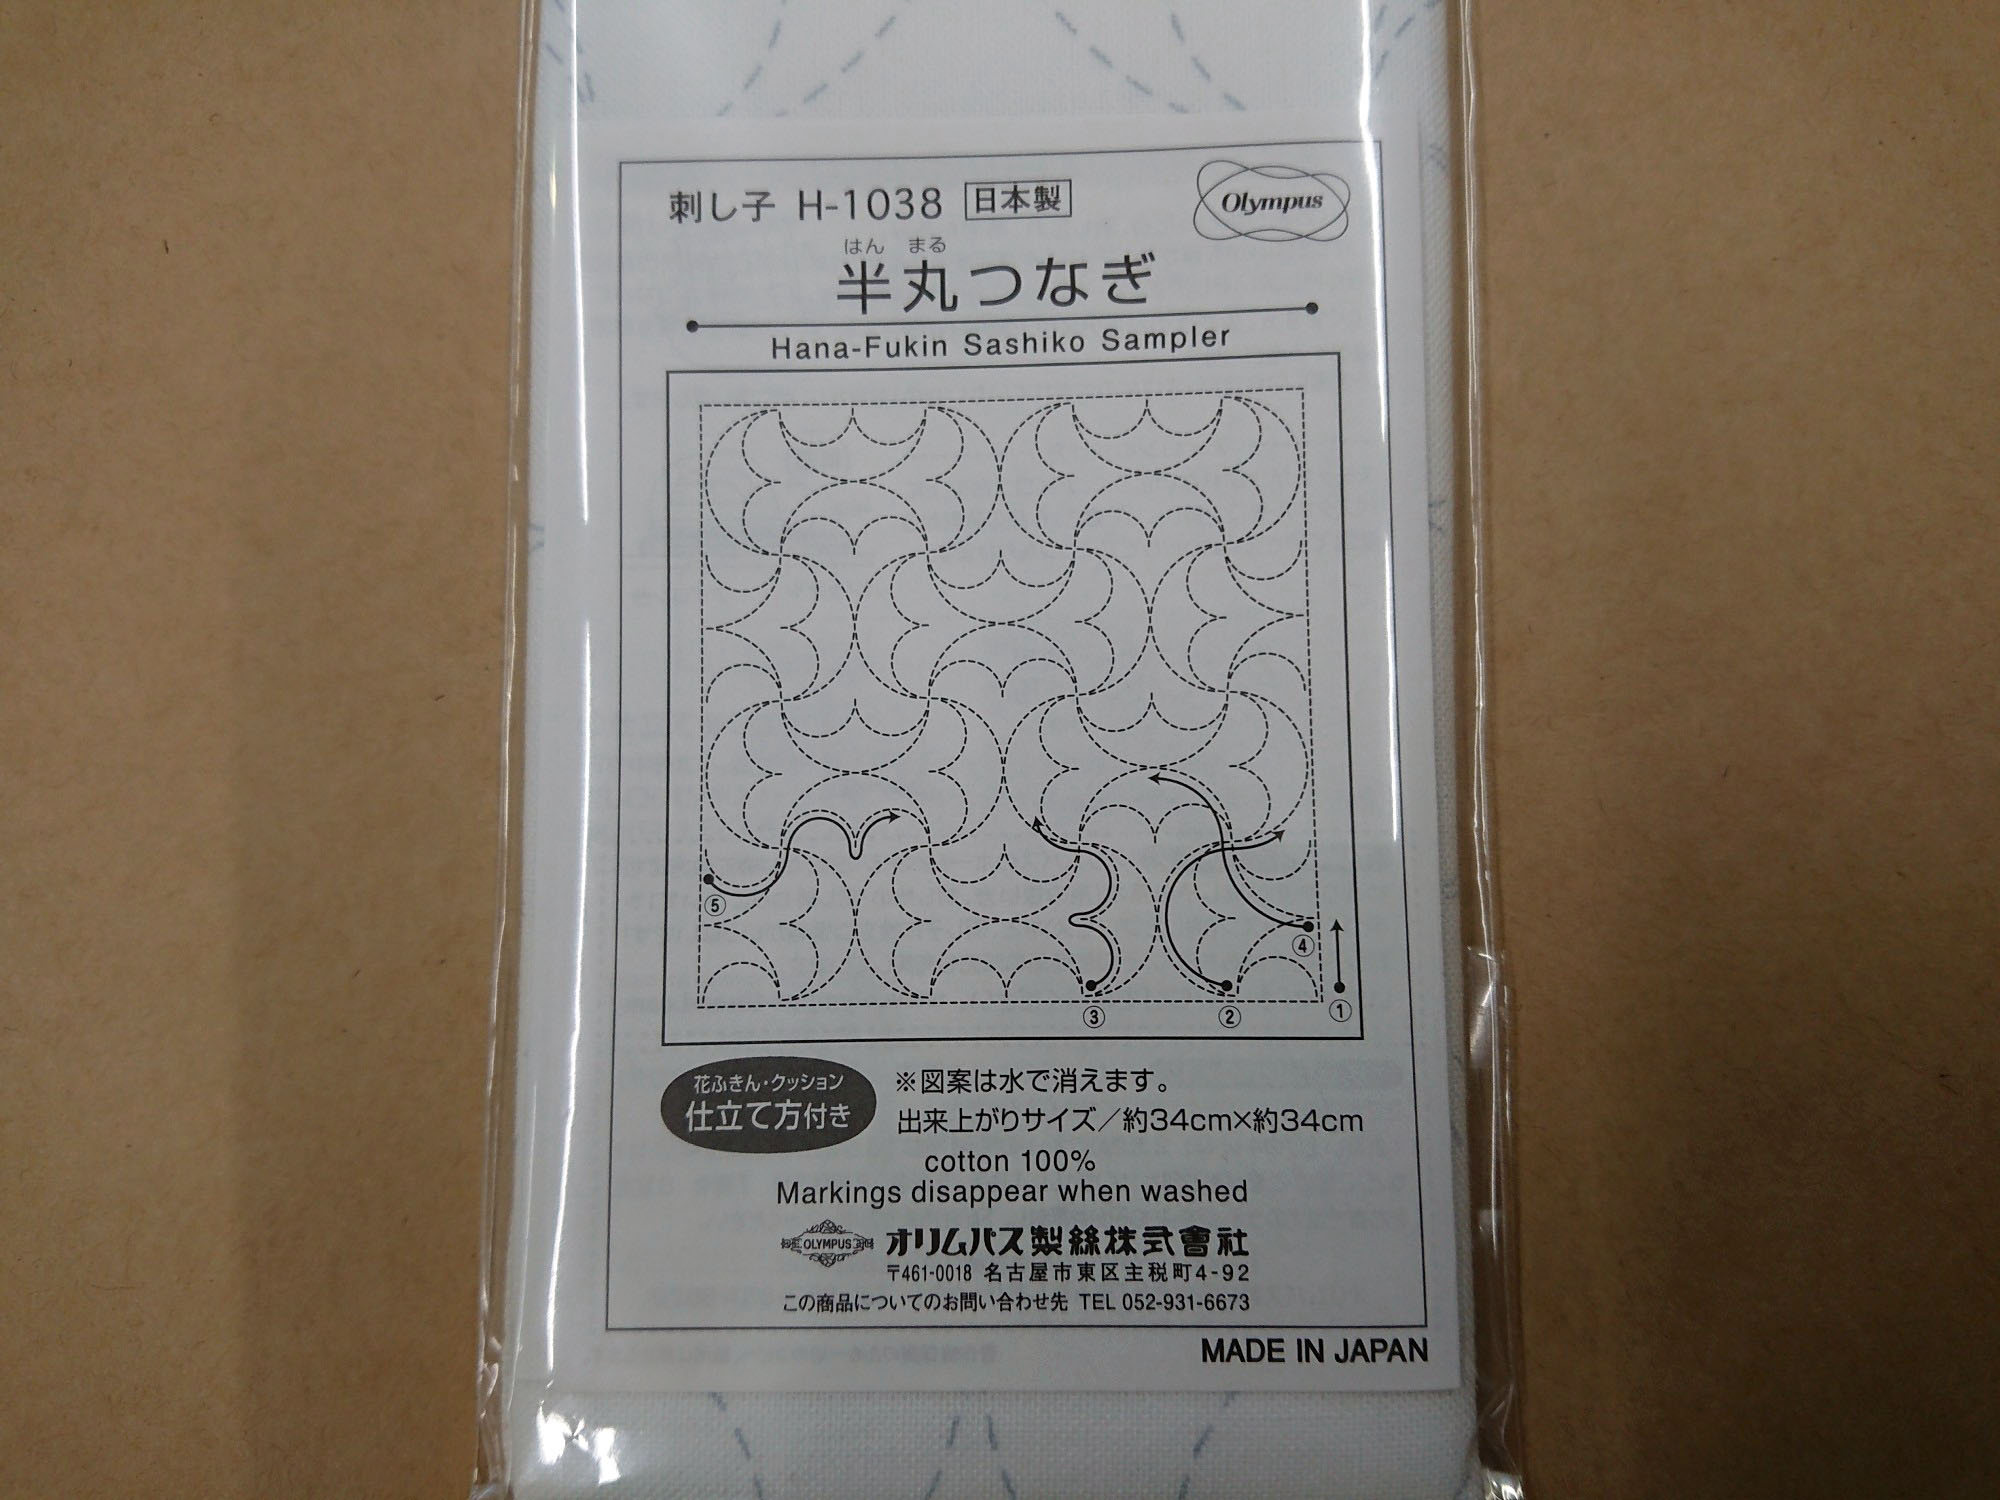 刺し子 H-1038 日本製
Olympus
はん まる
半丸つなぎ
Hana-Fukin Sashiko Sampler
⑤
④
③
②
①
花ふきん・クッション
仕立て方付き
※図案は水で消えます。
出来上がりサイズ／約34cm×約34cm
cotton 100%
Markings disappear when washed
OLYMPUS オリムパス製絲株式會社
〒461-0018 名古屋市東区主税町4-92
この商品についてのお問い合わせ先 TEL 052-931-6673
MADE IN JAPAN